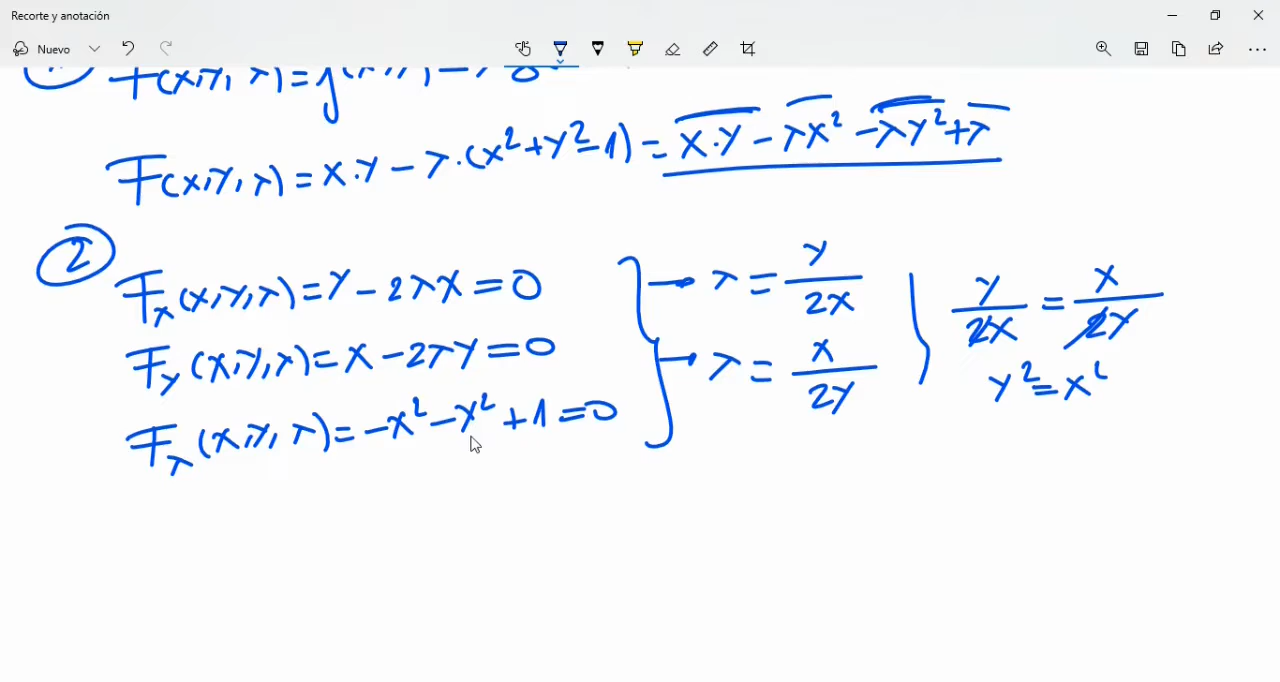 Recorte y anotación
Nuevo
F(x,y,λ)=x·y-λ·(x²+y²-1)=x·y-λx²-λy²+λ
2
Fx(x,y,λ)=y-2λx=0
Fy(x,y,λ)=x-2λy=0
Fλ(x,y,λ)=-x²-y²+1=0
→ λ=y/2x
→ λ=x/2y
y/2x=x/2y
y²=x²